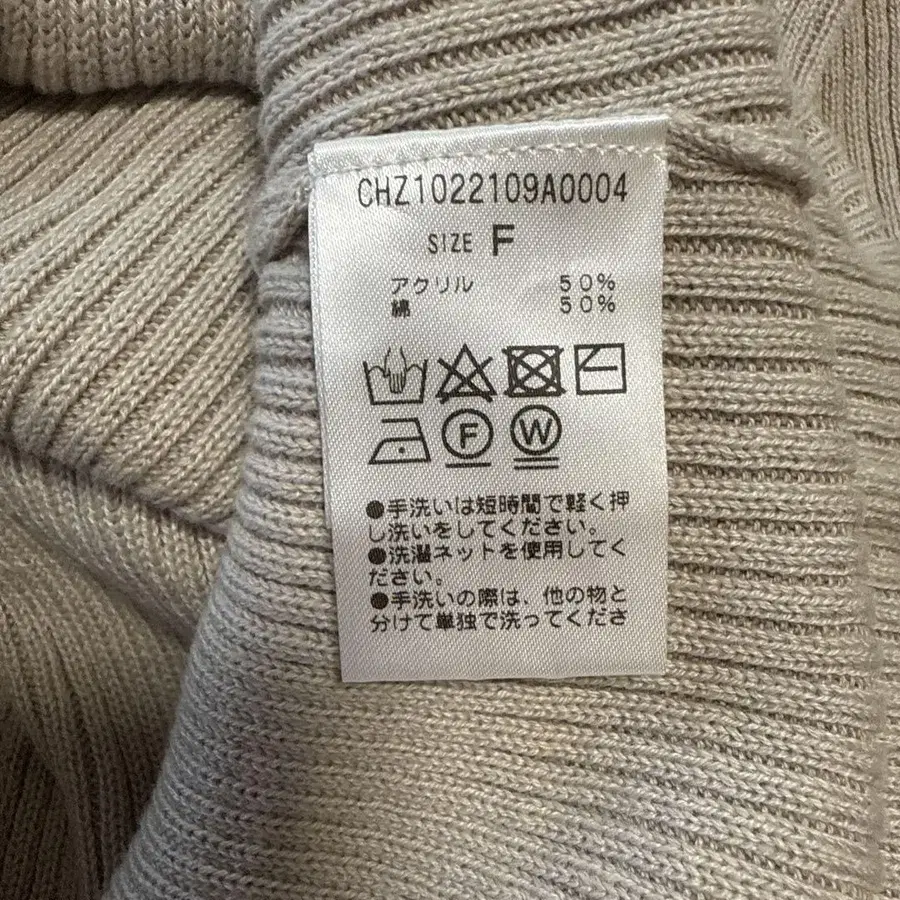 CHZ1022109A0004
SIZE F
アクリル 50%
綿 50%
F W
●手洗いは短時間で軽く押
し洗いをしてください。
●洗濯ネットを使用してく
ださい。
●手洗いの際は、他の物と
分けて単独で洗ってくださ